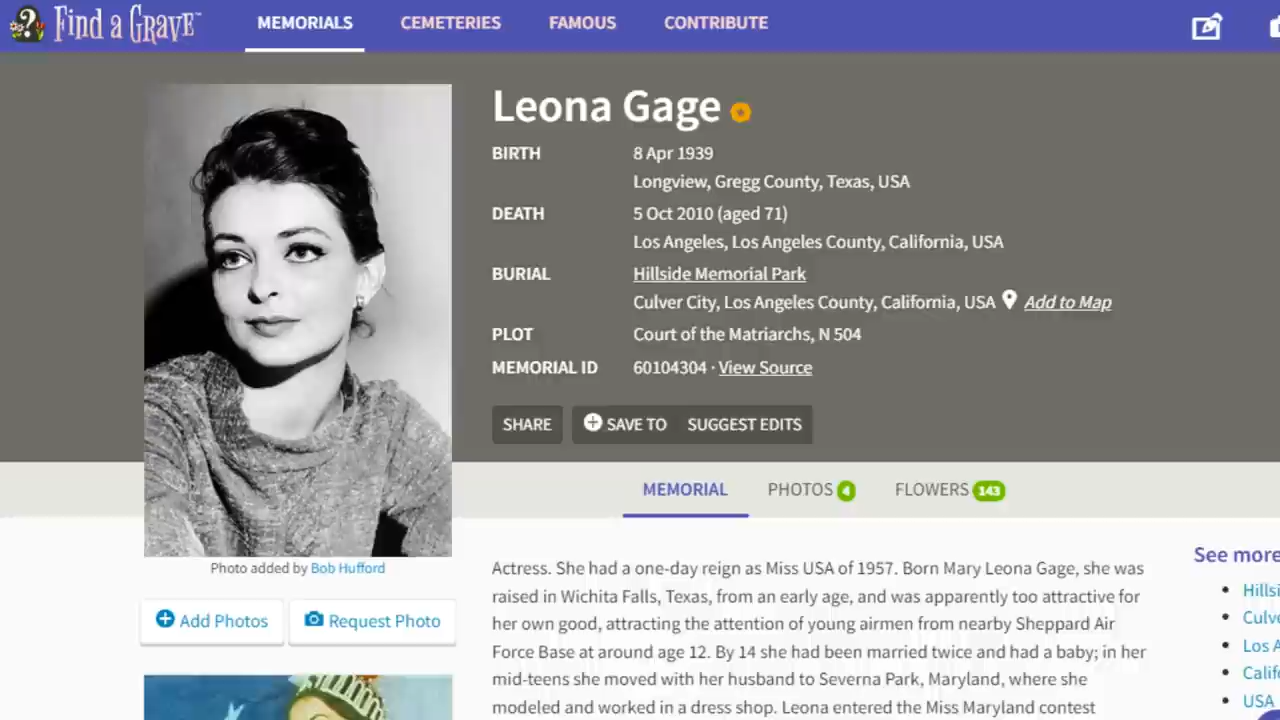 Find a Grave™ MEMORIALS CEMETERIES FAMOUS CONTRIBUTE
Leona Gage
BIRTH 8 Apr 1939
Longview, Gregg County, Texas, USA
DEATH 5 Oct 2010 (aged 71)
Los Angeles, Los Angeles County, California, USA
BURIAL Hillside Memorial Park
Culver City, Los Angeles County, California, USA Add to Map
PLOT Court of the Matriarchs, N 504
MEMORIAL ID 60104304 · View Source
SHARE SAVE TO SUGGEST EDITS
MEMORIAL PHOTOS 4 FLOWERS 143
Photo added by Bob Hufford
Add Photos Request Photo
Actress. She had a one-day reign as Miss USA of 1957. Born Mary Leona Gage, she was
raised in Wichita Falls, Texas, from an early age, and was apparently too attractive for
her own good, attracting the attention of young airmen from nearby Sheppard Air
Force Base at around age 12. By 14 she had been married twice and had a baby; in her
mid-teens she moved with her husband to Severna Park, Maryland, where she
modeled and worked in a dress shop. Leona entered the Miss Maryland contest
See more
Hillsi
Culve
Los A
Calif
USA